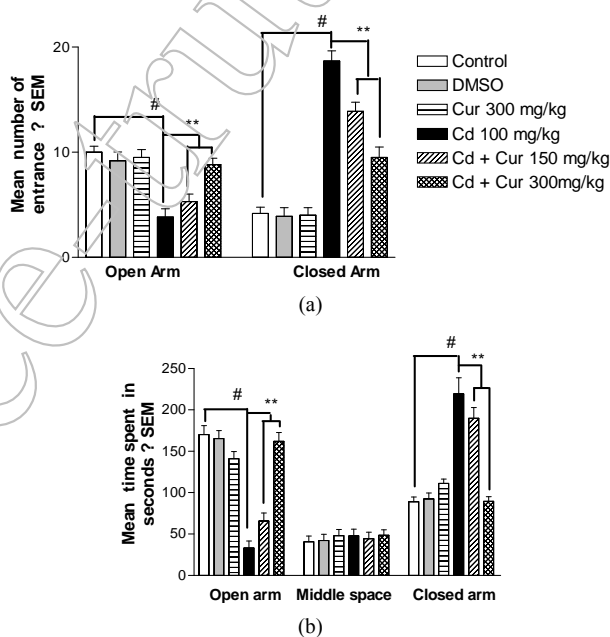 #
20
**
Control
DMSO
Cur 300 mg/kg
Cd 100 mg/kg
Cd + Cur 150 mg/kg
Cd + Cur 300mg/kg
#
**
10
0
Mean number of
entrance ? SEM
Open Arm
Closed Arm
(a)
250
#
**
200
#
**
150
100
50
0
Mean time spent in
seconds ? SEM
Open arm
Middle space
Closed arm
(b)